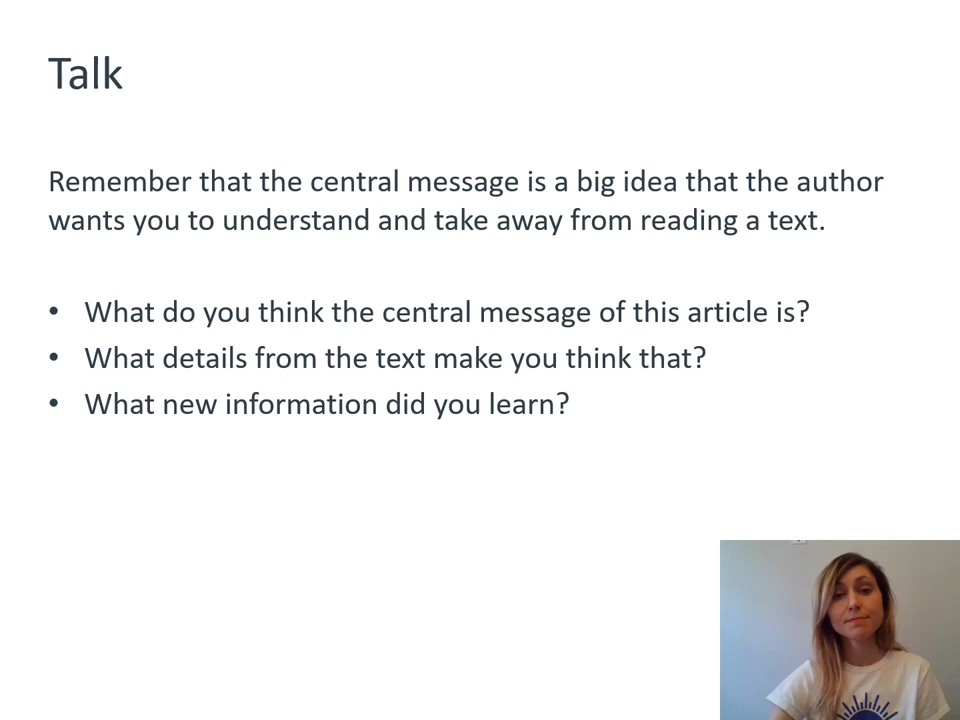 Talk
Remember that the central message is a big idea that the author
wants you to understand and take away from reading a text.
• What do you think the central message of this article is?
• What details from the text make you think that?
• What new information did you learn?